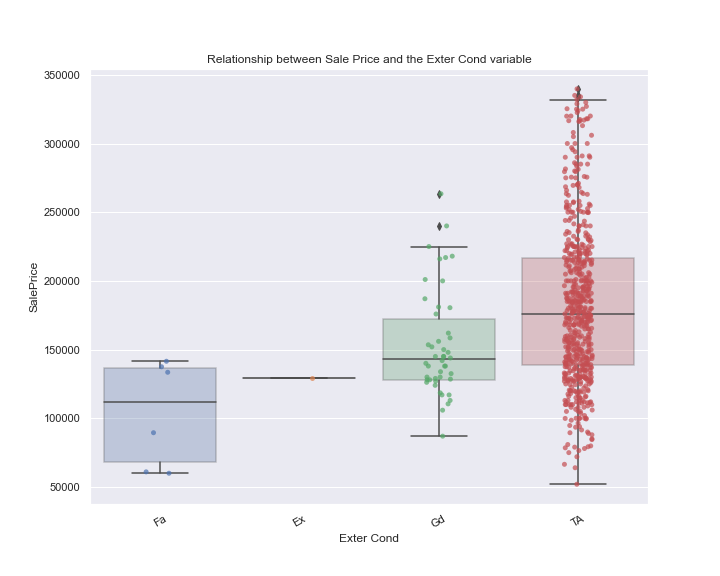 Relationship between Sale Price and the Exter Cond variable
350000
300000
250000
200000
150000
100000
50000
SalePrice
Fa
Ex
Gd
TA
Exter Cond